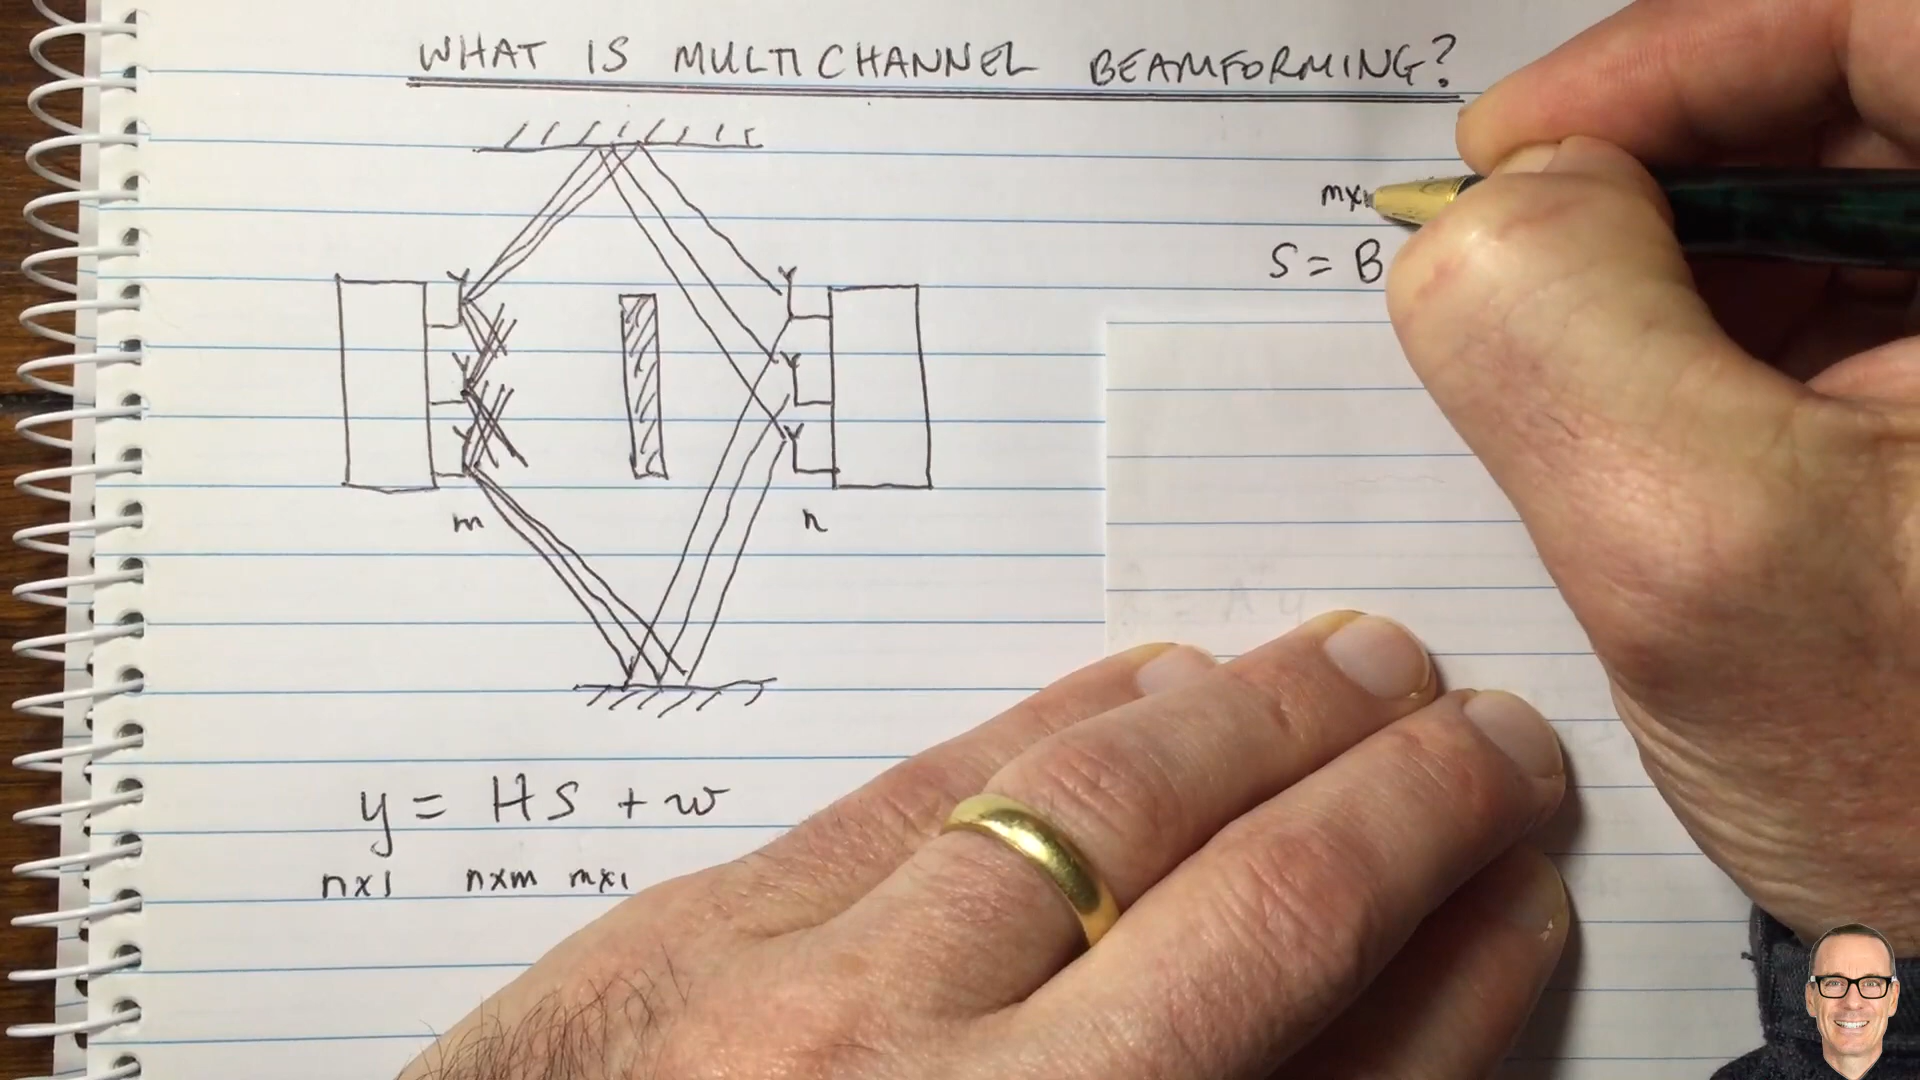 WHAT IS MULTICHANNEL BEAMFORMING?
mx
S = B
m
n
y = HS + w
nx1 nxm mx1